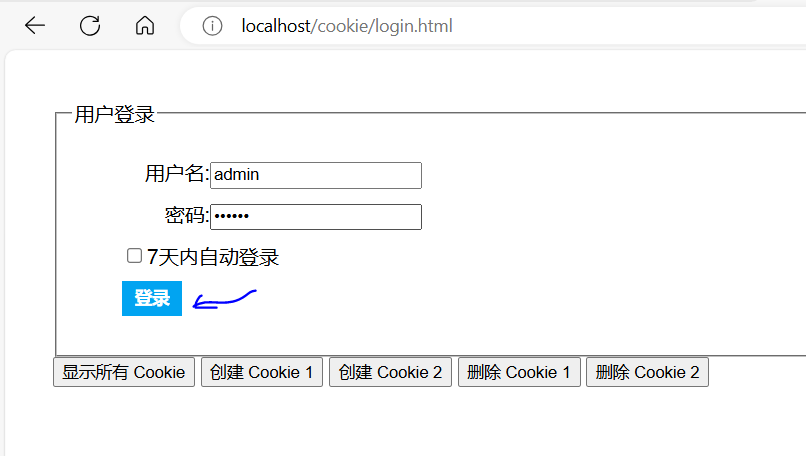 localhost/cookie/login.html
用户登录
用户名:admin
密码:••••••
7天内自动登录
登录
显示所有 Cookie 创建 Cookie 1 创建 Cookie 2 删除 Cookie 1 删除 Cookie 2